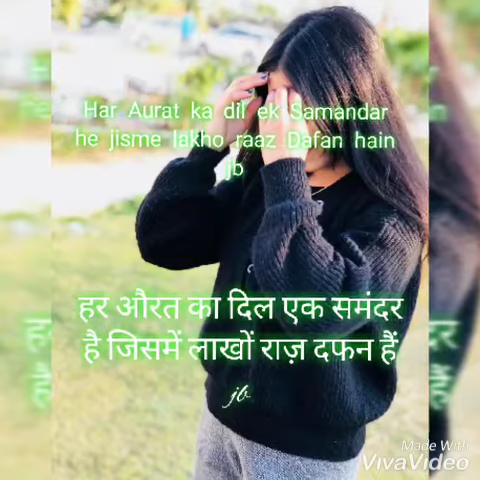 Har Aurat ka dil ek Samandar
he jisme lakho raaz Dafan hain
jb
हर औरत का दिल एक समंदर
है जिसमें लाखों राज़ दफन हैं
jb
Made With
VivaVideo